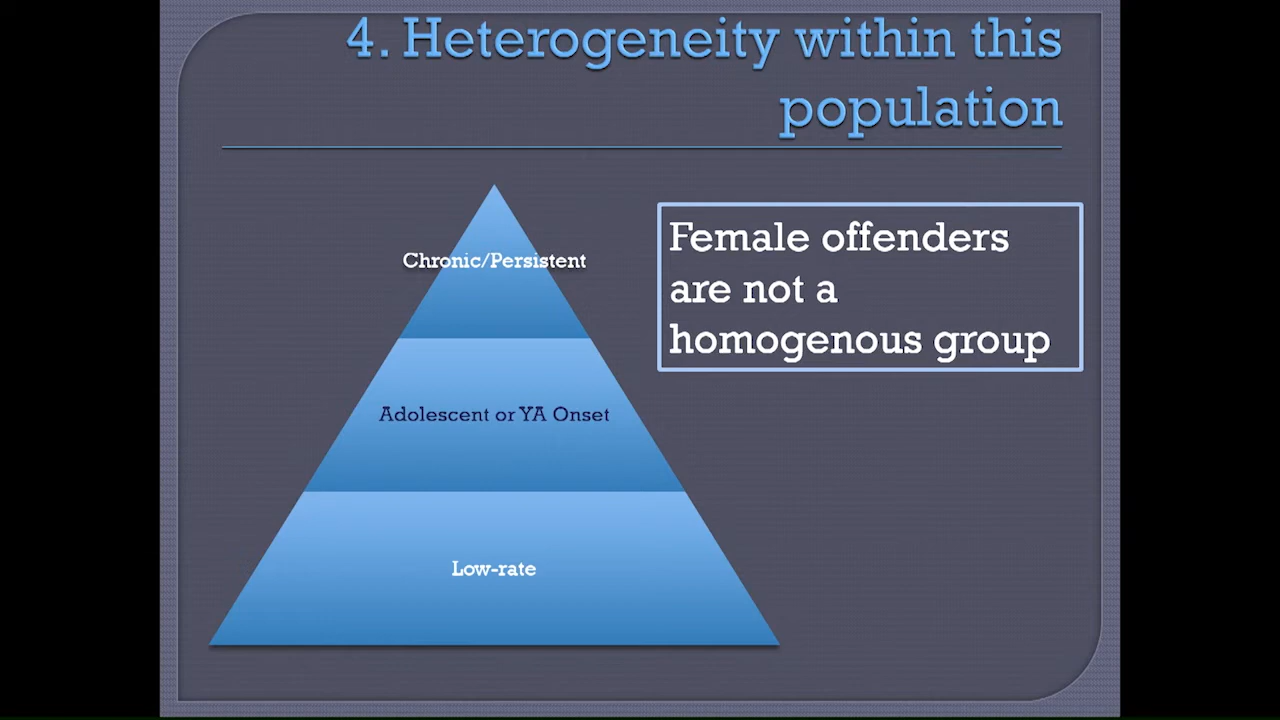 4. Heterogeneity within this
population
Chronic/Persistent
Adolescent or YA Onset
Low-rate
Female offenders
are not a
homogenous group